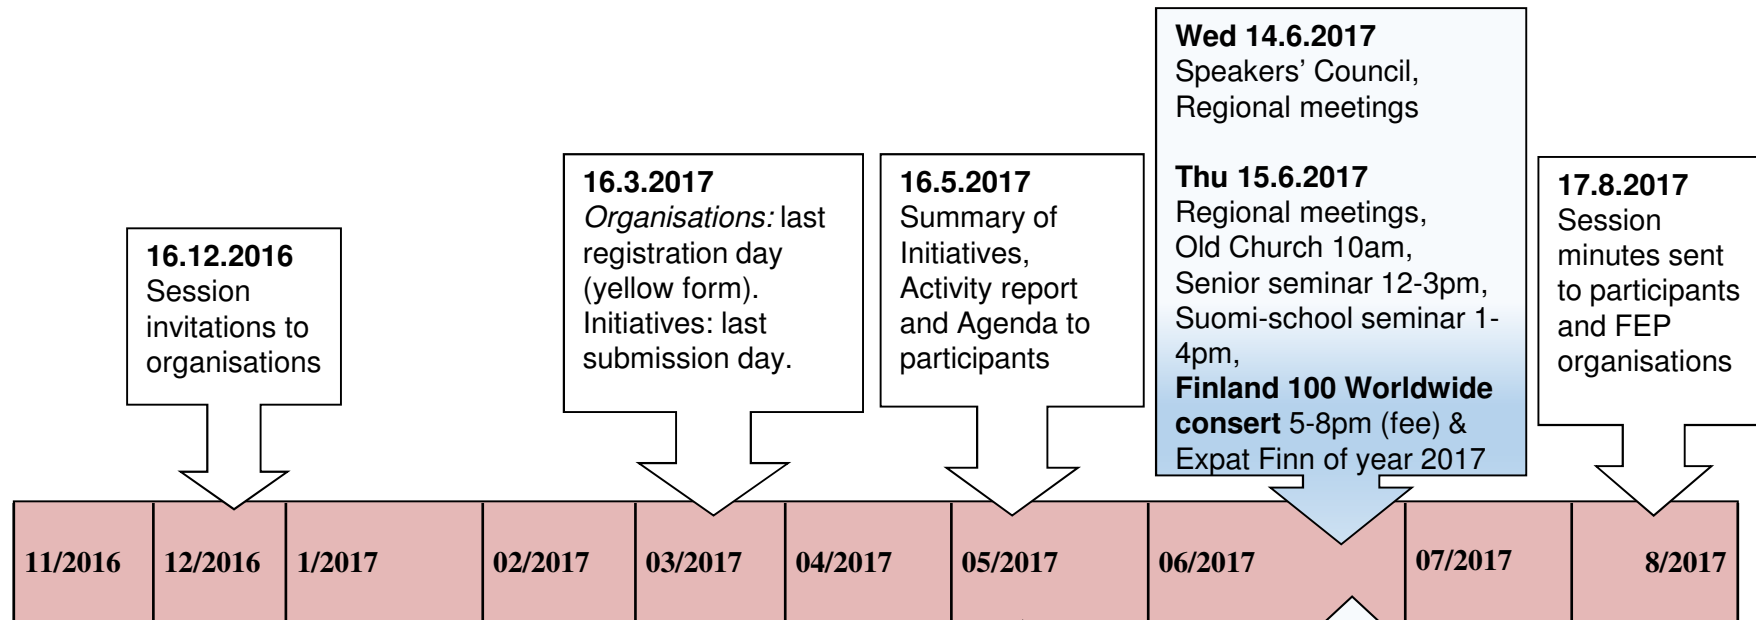 16.12.2016
Session
invitations to
organisations
16.3.2017
Organisations: last
registration day
(yellow form).
Initiatives: last
submission day.
16.5.2017
Summary of
Initiatives,
Activity report
and Agenda to
participants
Wed 14.6.2017
Speakers’ Council,
Regional meetings
Thu 15.6.2017
Regional meetings,
Old Church 10am,
Senior seminar 12-3pm,
Suomi-school seminar 1-
4pm,
Finland 100 Worldwide
consert 5-8pm (fee) &
Expat Finn of year 2017
17.8.2017
Session
minutes sent
to participants
and FEP
organisations
11/2016 12/2016 1/2017 02/2017 03/2017 04/2017 05/2017 06/2017 07/2017 8/2017